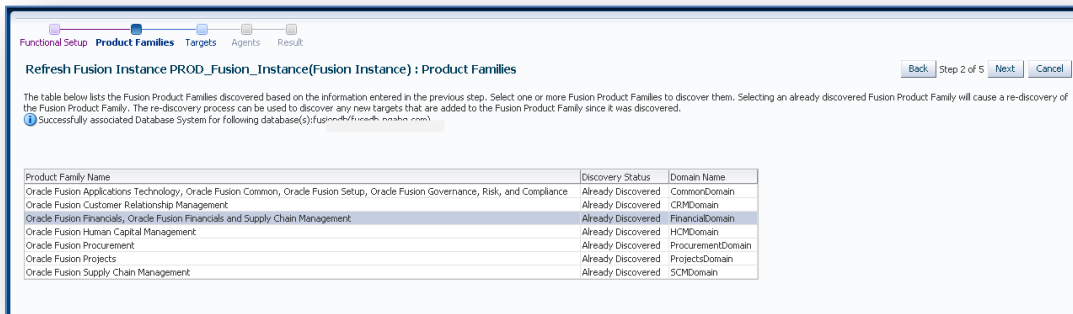 Functional Setup Product Families Targets Agents Result
Refresh Fusion Instance PROD_Fusion_Instance(Fusion Instance) : Product Families
Back Step 2 of 5 Next Cancel
The table below lists the Fusion Product Families discovered based on the information entered in the previous step. Select one or more Fusion Product Families to discover them. Selecting an already discovered Fusion Product Family will cause a re-discovery of
the Fusion Product Family. The re-discovery process can be used to discover any new targets that are added to the Fusion Product Family since it was discovered.
Successfully associated Database System for following database(s):
Product Family Name Discovery Status Domain Name
Oracle Fusion Applications Technology, Oracle Fusion Common, Oracle Fusion Setup, Oracle Fusion Governance, Risk, and Compliance Already Discovered CommonDomain
Oracle Fusion Customer Relationship Management Already Discovered CRMDomain
Oracle Fusion Financials, Oracle Fusion Financials and Supply Chain Management Already Discovered FinancialDomain
Oracle Fusion Human Capital Management Already Discovered HCMDomain
Oracle Fusion Procurement Already Discovered ProcurementDomain
Oracle Fusion Projects Already Discovered ProjectsDomain
Oracle Fusion Supply Chain Management Already Discovered SCMDomain